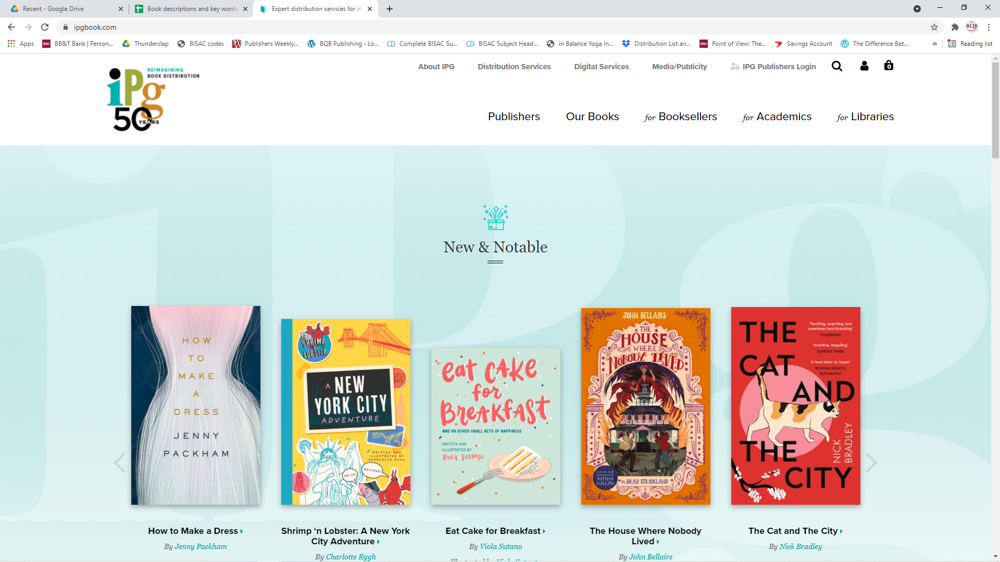 Recent - Google Drive
Book descriptions and key words
Expert distribution services for in
ipgbook.com
BQB
Apps
BB&T Bank | Person...
Thunderclap
BISAC codes
Publishers Weekly...
BQB Publishing › Lo...
Complete BISAC Su...
BISAC Subject Head...
in Balance Yoga In...
Distribution List an...
Point of View: The...
Savings Account
The Difference Bet...
»
Reading list
REIMAGINING
BOOK DISTRIBUTION
iPg
50
YEARS
About IPG
Distribution Services
Digital Services
Media/Publicity
IPG Publishers Login
0
Publishers
Our Books
for Booksellers
for Academics
for Libraries
New & Notable
HOW
TO
MAKE
A
DRESS
JENNY
PACKHAM
SHRIMP
'N
LOBSTER
A NEW
YORK CITY
ADVENTURE
WRITTEN AND
ILLUSTRATED BY
CHARLOTTE RYGH
HELLO!
WELCOME!
eat CAKe
for
BReAKfAST
AND 99 OTHER SMALL ACTS OF HAPPINESS
WRITTEN AND
ILLUSTRATED BY
Viola Sutanto
JOHN BELLAIRS
THE
HOUSE
WHERE
NOBODY LIVED
Cover & inside
illustrations by
NATHAN
COLLINS
By BRAD STRICKLAND
THE
CAT
AND
THE
CITY
'Touching, surprising and
sometimes heartbreaking'
GUARDIAN
'Inventive, beguiling'
SUNDAY TIMES
'A love letter to Japan'
ROWAN HISAYO
BUCHANAN
NICK
BRADLEY
How to Make a Dress
By Jenny Packham
Shrimp ‘n Lobster: A New York
City Adventure
By Charlotte Rygh
Eat Cake for Breakfast
By Viola Sutano
The House Where Nobody
Lived
By John Bellairs
The Cat and The City
By Nick Bradley